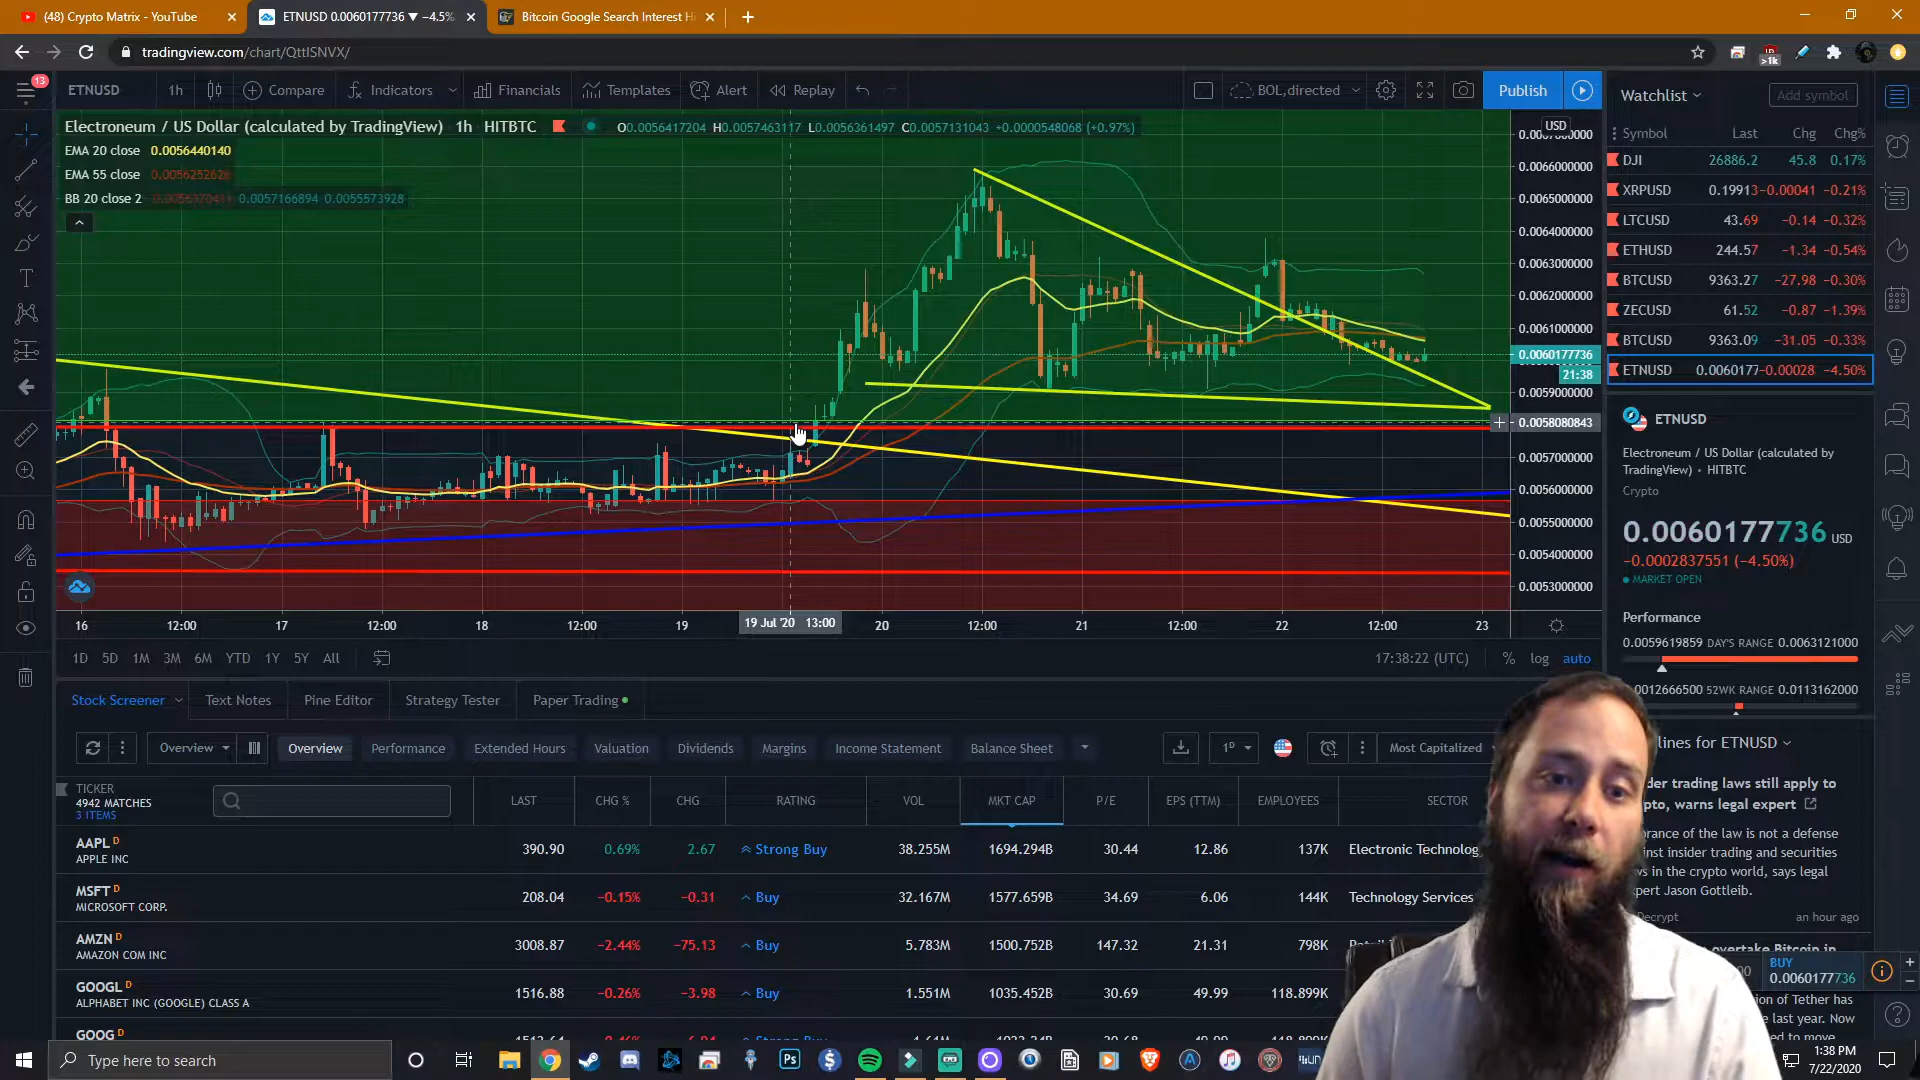 (48) Crypto Matrix - YouTube
ETNUSD 0.0060177736 ▼ −4.5%
Bitcoin Google Search Interest H
tradingview.com/chart/QttISNVX/
>1k
13
ETNUSD
1h
Compare
Indicators
Financials
Templates
Alert
Replay
BOL,directed
Publish
Electroneum / US Dollar (calculated by TradingView) 1h HITBTC
O0.0056417204 H0.0057463117 L0.0056361497 C0.0057131043 +0.0000548068 (+0.97%)
EMA 20 close 0.0056440140
EMA 55 close
BB 20 close 2 0.0057166894 0.0055573928
USD
0.0066000000
0.0065000000
0.0064000000
0.0063000000
0.0062000000
0.0061000000
0.0060177736
21:38
0.0059000000
0.0058080843
0.0057000000
0.0056000000
0.0055000000
0.0054000000
0.0053000000
16 12:00 17 12:00 18 12:00 19 19 Jul '20 13:00 20 12:00 21 12:00 22 12:00 23
1D 5D 1M 3M 6M YTD 1Y 5Y All
17:38:22 (UTC) % log auto
Watchlist
Add symbol
Symbol Last Chg Chg%
DJI 26886.2 45.8 0.17%
XRPUSD 0.19913 −0.00041 −0.21%
LTCUSD 43.69 −0.14 −0.32%
ETHUSD 244.57 −1.34 −0.54%
BTCUSD 9363.27 −27.98 −0.30%
ZECUSD 61.52 −0.87 −1.39%
BTCUSD 9363.09 −31.05 −0.33%
ETNUSD 0.0060177 −0.00028 −4.50%
ETNUSD
Electroneum / US Dollar (calculated by
TradingView) • HITBTC
Crypto
0.0060177736 USD
−0.0002837551 (−4.50%)
MARKET OPEN
Performance
0.0059619859 DAY'S RANGE 0.0063121000
0012666500 52WK RANGE 0.0113162000
lines for ETNUSD
der trading laws still apply to
pto, warns legal expert
rance of the law is not a defense
inst insider trading and securities
ws in the crypto world, says legal
xpert Jason Gottleib.
Decrypt an hour ago
overtake Bitcoin in
BUY
0.0060177736
ion of Tether has
e last year. Now
ed to move
Stock Screener
Text Notes
Pine Editor
Strategy Tester
Paper Trading
Overview
Overview
Performance
Extended Hours
Valuation
Dividends
Margins
Income Statement
Balance Sheet
1D
Most Capitalized
TICKER
4942 MATCHES
3 ITEMS
LAST CHG % CHG RATING VOL MKT CAP P/E EPS (TTM) EMPLOYEES SECTOR
AAPL D 390.90 0.69% 2.67 Strong Buy 38.255M 1694.294B 30.44 12.86 137K Electronic Technolog
APPLE INC
MSFT D 208.04 −0.15% −0.31 Buy 32.167M 1577.659B 34.69 6.06 144K Technology Services
MICROSOFT CORP.
AMZN D 3008.87 −2.44% −75.13 Buy 5.783M 1500.752B 147.32 21.31 798K
AMAZON COM INC
GOOGL D 1516.88 −0.26% −3.98 Buy 1.551M 1035.452B 30.69 49.99 118.899K
ALPHABET INC (GOOGLE) CLASS A
GOOG D
Type here to search
Ps
1:38 PM
7/22/2020